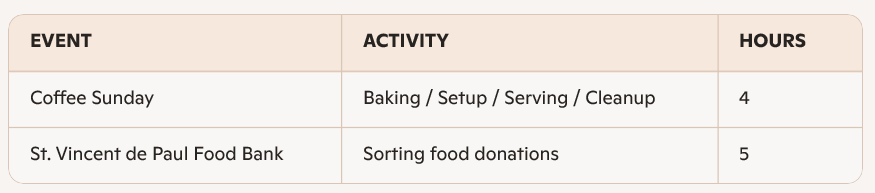 EVENT ACTIVITY HOURS
Coffee Sunday Baking / Setup / Serving / Cleanup 4
St. Vincent de Paul Food Bank Sorting food donations 5